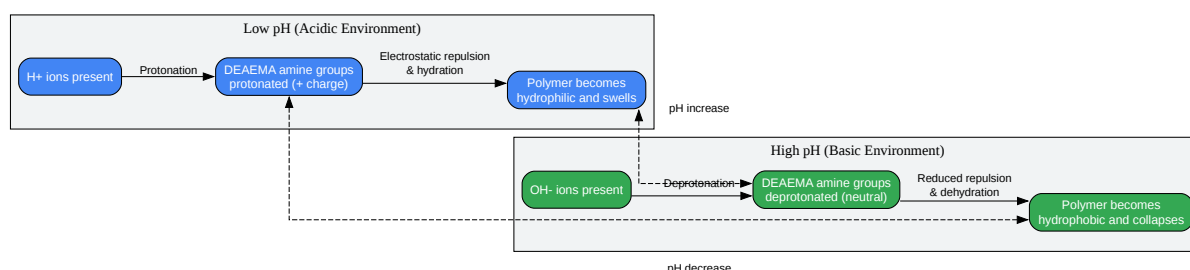 Low pH (Acidic Environment)
H+ ions present
Protonation
DEAEMA amine groups
protonated (+ charge)
Electrostatic repulsion
& hydration
Polymer becomes
hydrophilic and swells
pH increase
High pH (Basic Environment)
OH- ions present
Deprotonation
DEAEMA amine groups
deprotonated (neutral)
Reduced repulsion
& dehydration
Polymer becomes
hydrophobic and collapses
pH decrease